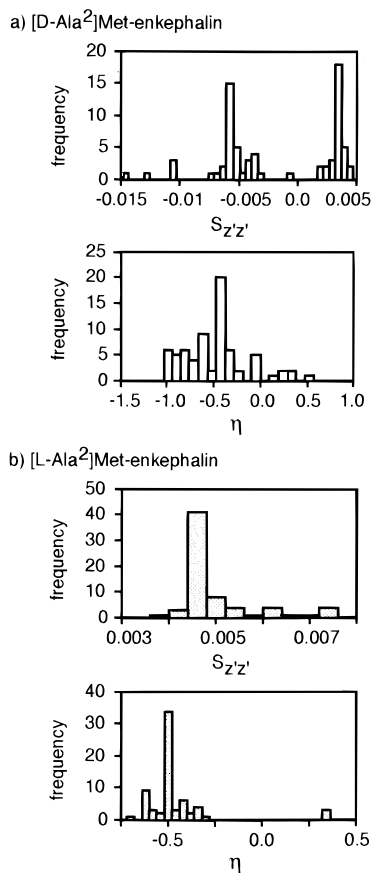 a) [D-Ala²]Met-enkephalin
20
15
10
5
0
frequency
-0.015 -0.01 -0.005 0.0 0.005
Sz'z'
25
20
15
10
5
0
frequency
-1.5 -1.0 -0.5 0.0 0.5 1.0
η
b) [L-Ala²]Met-enkephalin
50
40
30
20
10
0
frequency
0.003 0.005 0.007
Sz'z'
40
30
20
10
0
frequency
-0.5 0.0 0.5
η